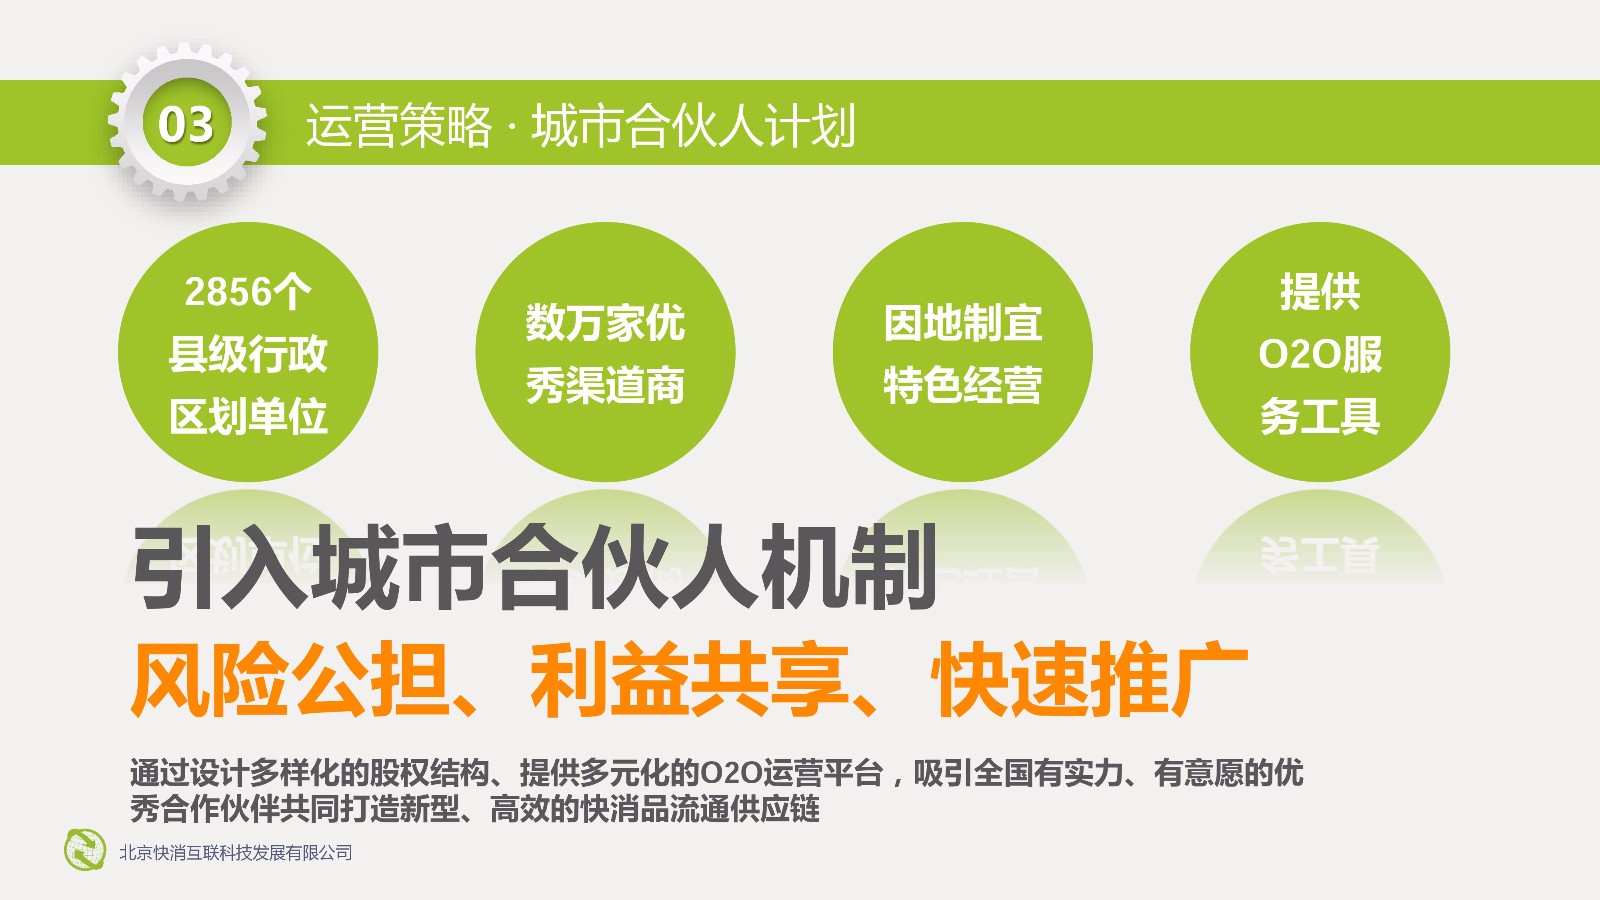 03
运营策略·城市合伙人计划
2856个
县级行政
区划单位
数万家优
秀渠道商
因地制宜
特色经营
提供
O2O服
务工具
引入城市合伙人机制
风险公担、利益共享、快速推广
通过设计多样化的股权结构、提供多元化的O2O运营平台，吸引全国有实力、有意愿的优
秀合作伙伴共同打造新型、高效的快消品流通供应链
北京快消互联科技发展有限公司